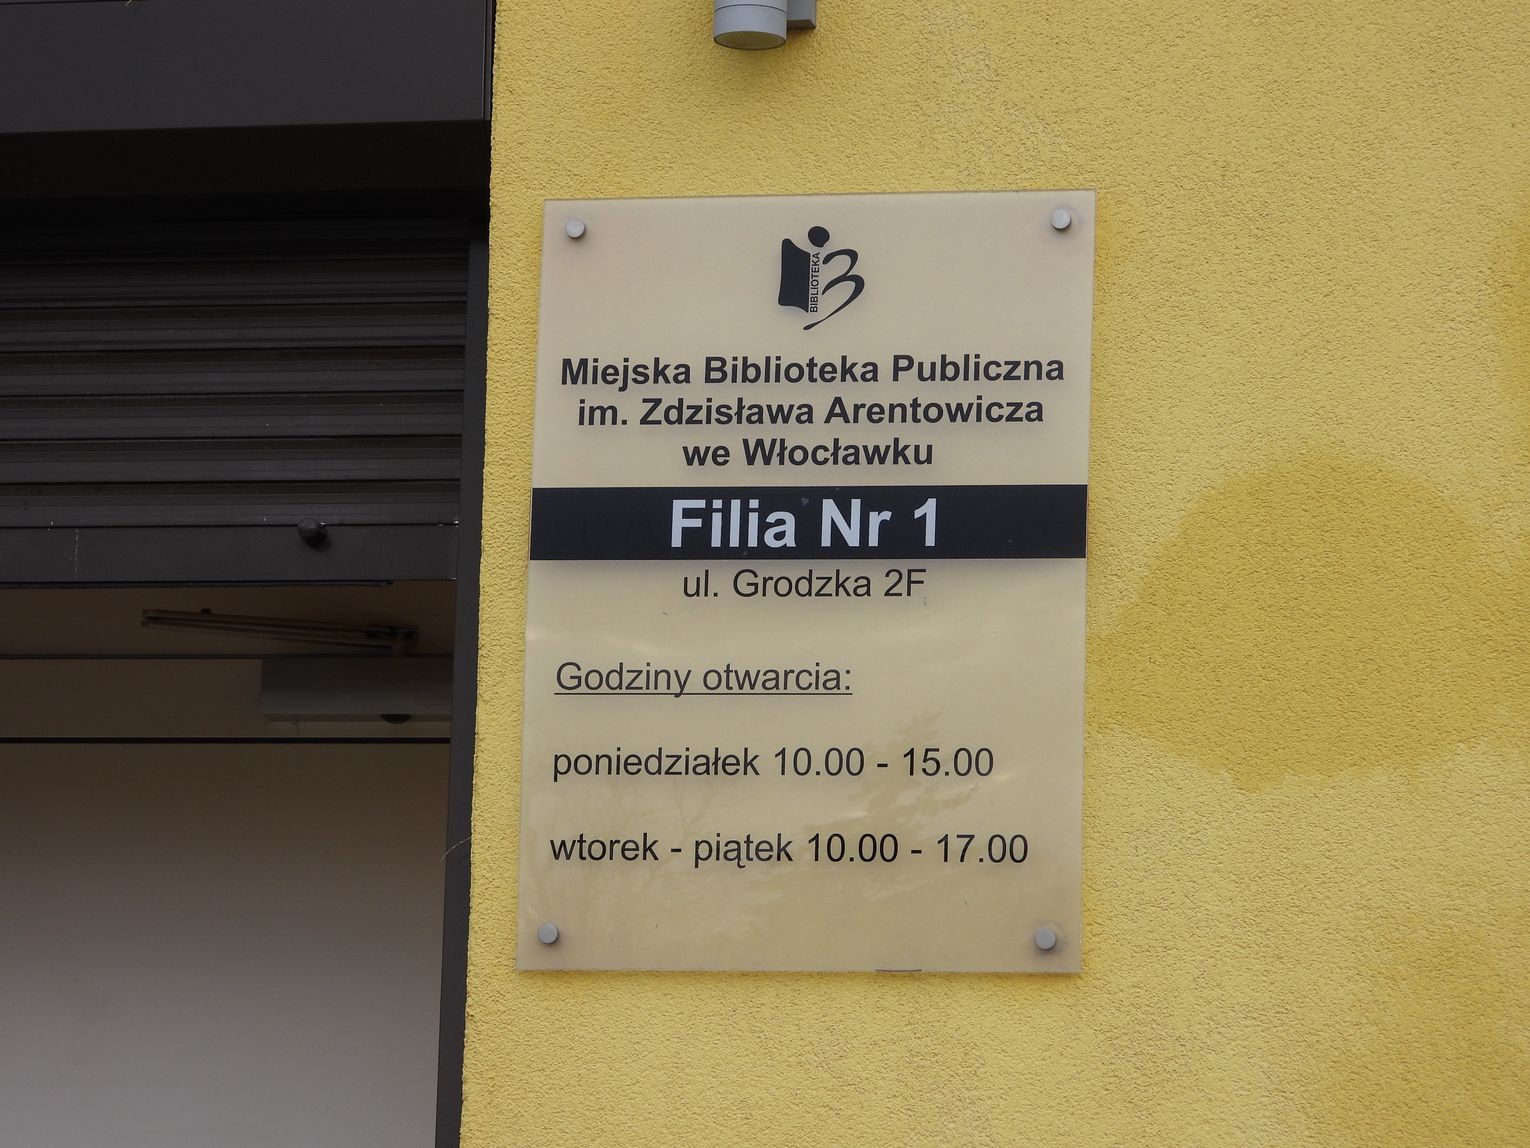 BIBLIOTEKA
Miejska Biblioteka Publiczna
im. Zdzisława Arentowicza
we Włocławku
Filia Nr 1
ul. Grodzka 2F
Godziny otwarcia:
poniedziałek 10.00 - 15.00
wtorek - piątek 10.00 - 17.00